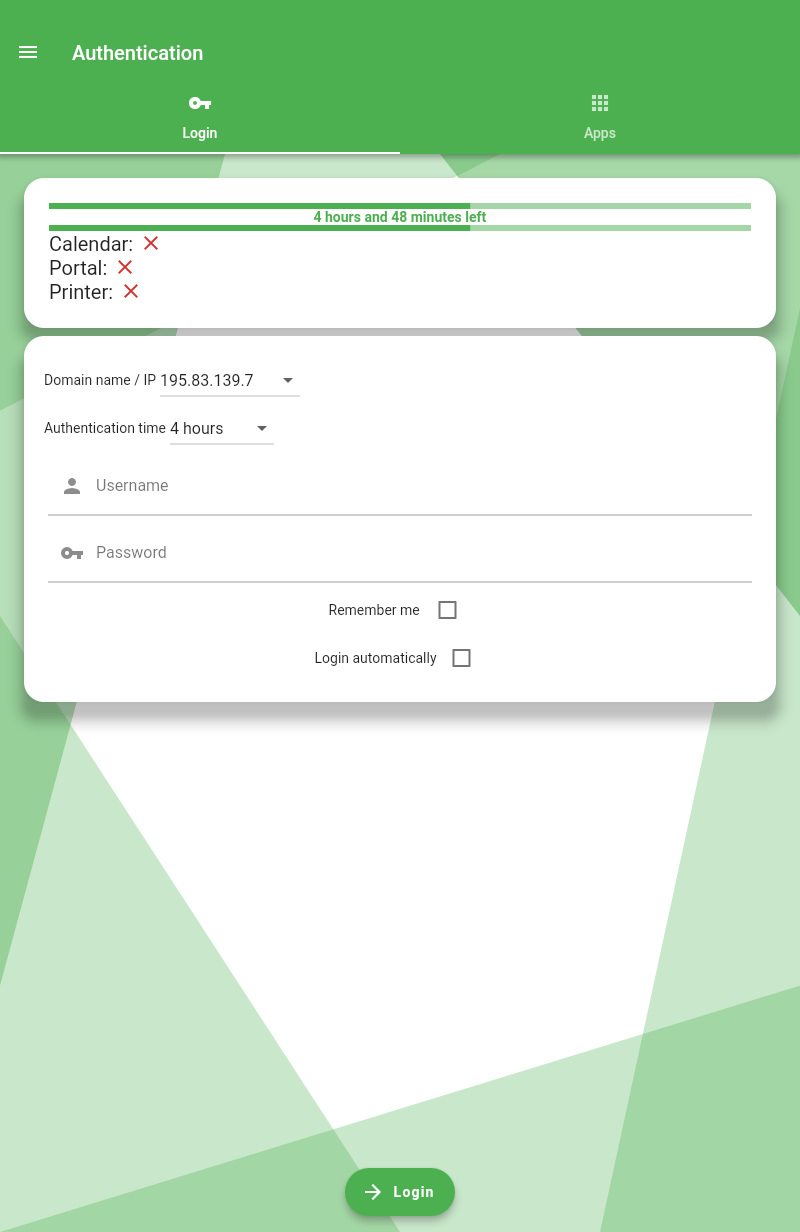 Authentication
Login
Apps
4 hours and 48 minutes left
Calendar:
Portal:
Printer:
Domain name / IP 195.83.139.7
Authentication time 4 hours
Username
Password
Remember me
Login automatically
Login